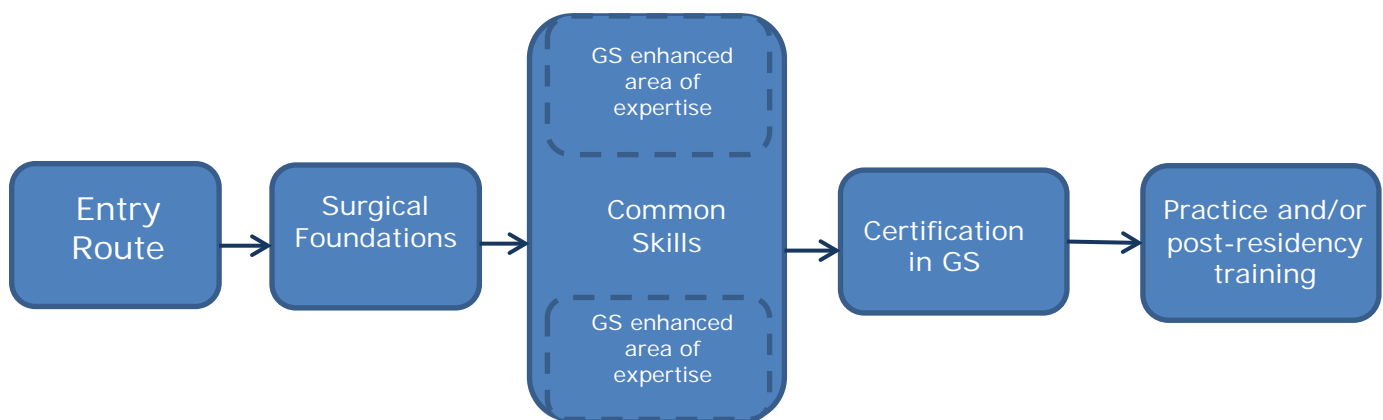 Entry
Route
Surgical
Foundations
GS enhanced
area of
expertise
Common
Skills
GS enhanced
area of
expertise
Certification
in GS
Practice and/or
post-residency
training